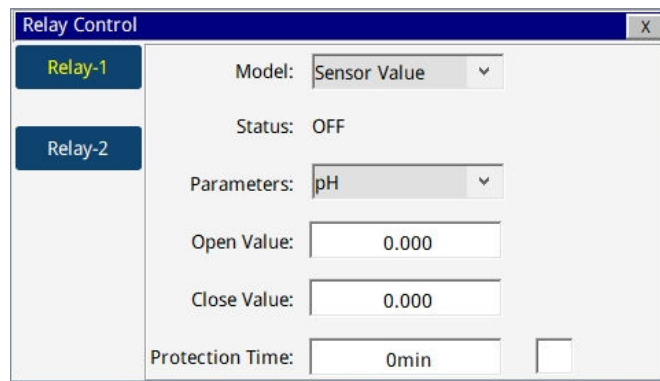 Relay Control X
Relay-1
Relay-2
Model: Sensor Value
Status: OFF
Parameters: pH
Open Value: 0.000
Close Value: 0.000
Protection Time: 0min